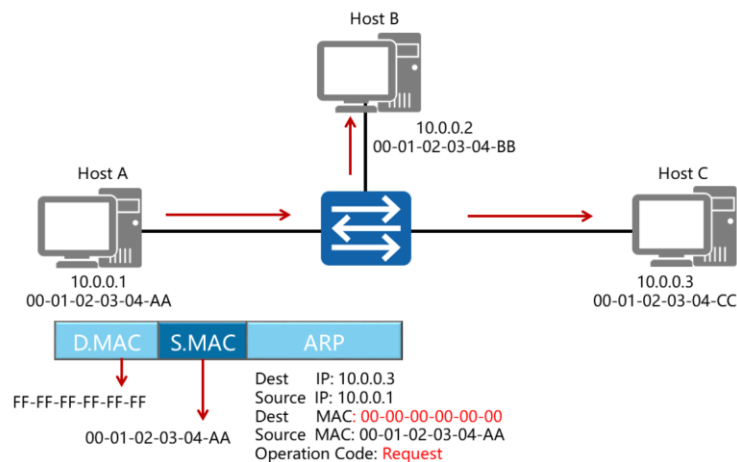 Host B
10.0.0.2
00-01-02-03-04-BB
Host A
10.0.0.1
00-01-02-03-04-AA
Host C
10.0.0.3
00-01-02-03-04-CC
D.MAC S.MAC ARP
FF-FF-FF-FF-FF-FF
00-01-02-03-04-AA
Dest IP: 10.0.0.3
Source IP: 10.0.0.1
Dest MAC: 00-00-00-00-00-00
Source MAC: 00-01-02-03-04-AA
Operation Code: Request